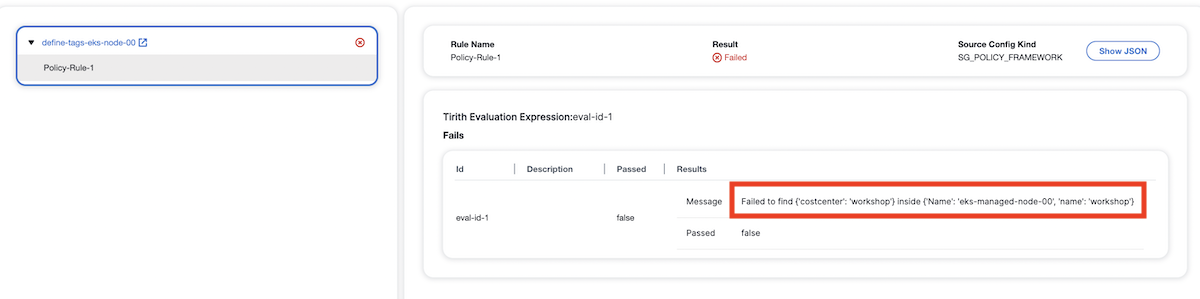 define-tags-eks-node-00
Policy-Rule-1
Rule Name
Policy-Rule-1
Result
Failed
Source Config Kind
SG_POLICY_FRAMEWORK
Show JSON
Tirith Evaluation Expression:eval-id-1
Fails
Id
Description
Passed
Results
eval-id-1
false
Message
Failed to find {'costcenter': 'workshop'} inside {'Name': 'eks-managed-node-00', 'name': 'workshop'}
Passed
false